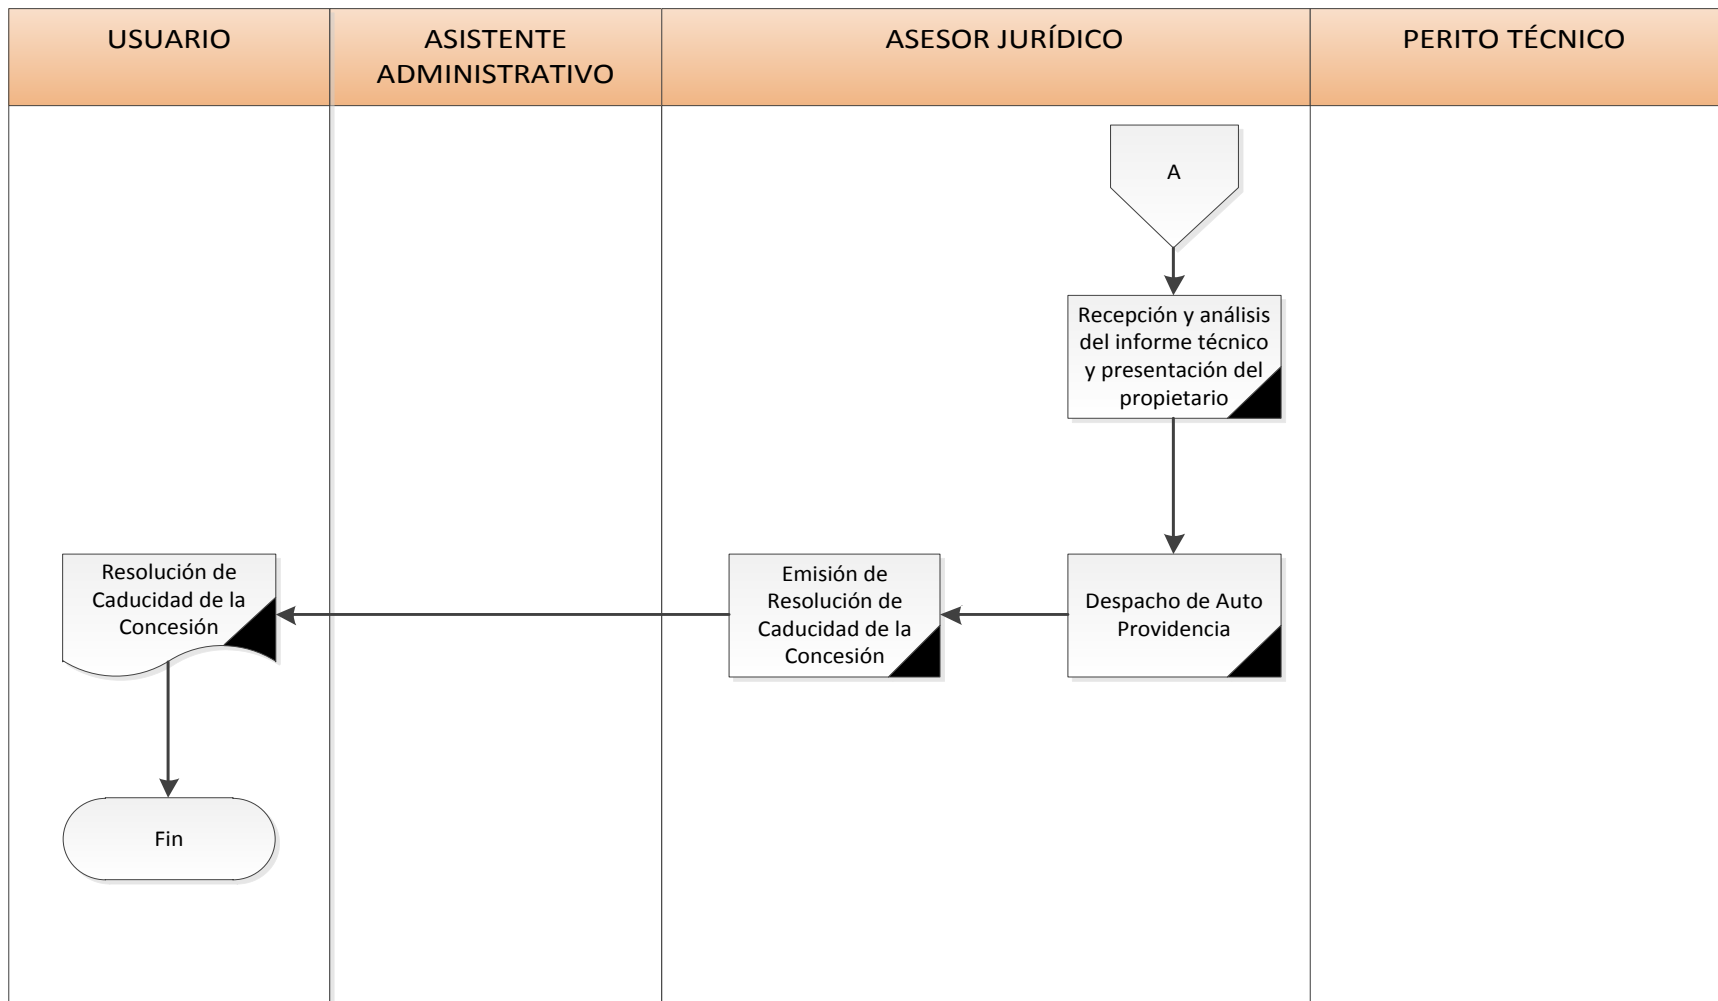 USUARIO
ASISTENTE
ADMINISTRATIVO
ASESOR JURÍDICO
PERITO TÉCNICO
A
Recepción y análisis
del informe técnico
y presentación del
propietario
Resolución de
Caducidad de la
Concesión
Emisión de
Resolución de
Caducidad de la
Concesión
Despacho de Auto
Providencia
Fin